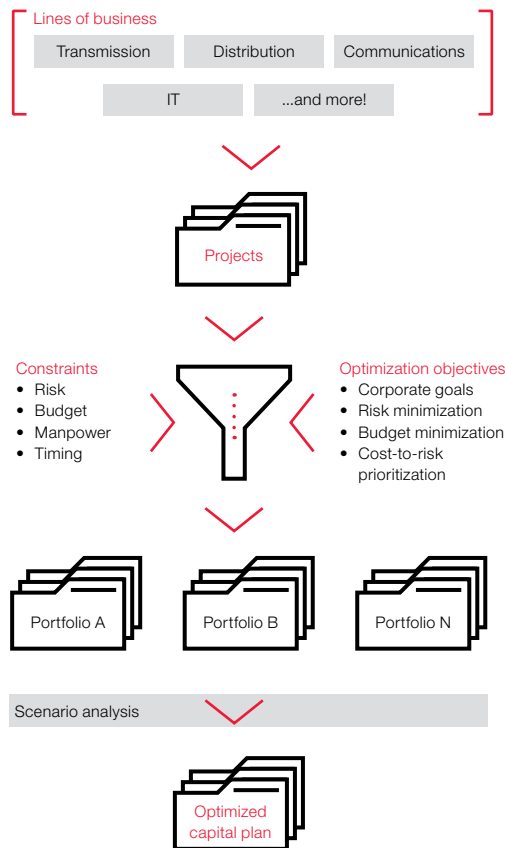 Lines of business
Transmission
Distribution
Communications
IT
...and more!
Projects
Constraints
• Risk
• Budget
• Manpower
• Timing
Optimization objectives
• Corporate goals
• Risk minimization
• Budget minimization
• Cost-to-risk
prioritization
Portfolio A
Portfolio B
Portfolio N
Scenario analysis
Optimized
capital plan